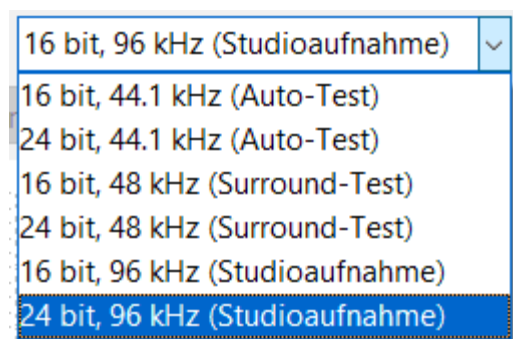 16 bit, 96 kHz (Studioaufnahme)
16 bit, 44.1 kHz (Auto-Test)
24 bit, 44.1 kHz (Auto-Test)
16 bit, 48 kHz (Surround-Test)
24 bit, 48 kHz (Surround-Test)
16 bit, 96 kHz (Studioaufnahme)
24 bit, 96 kHz (Studioaufnahme)